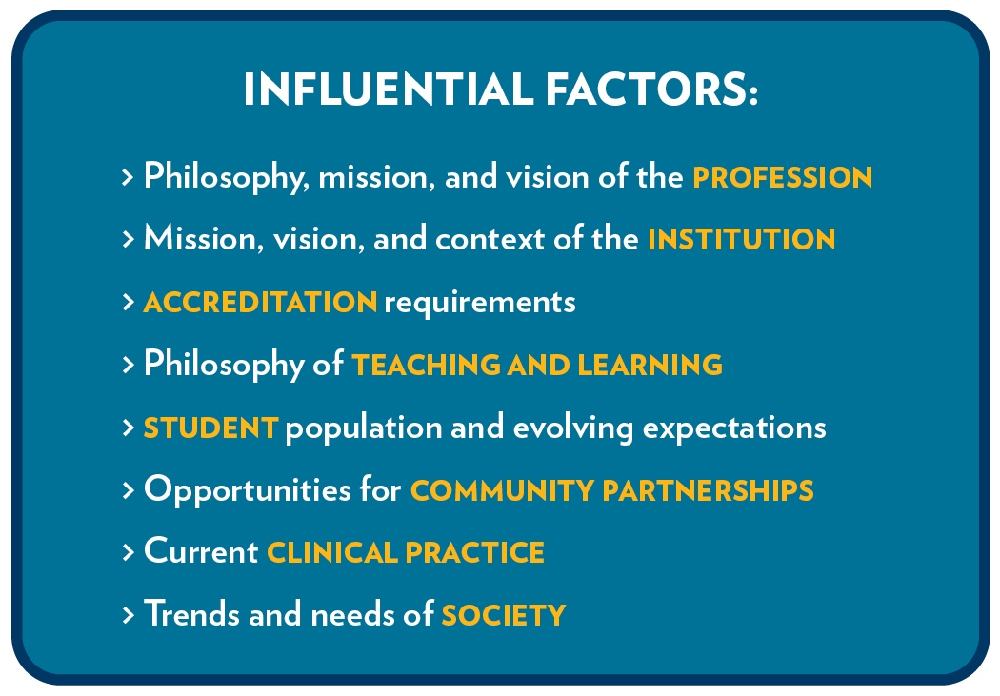 INFLUENTIAL FACTORS:
> Philosophy, mission, and vision of the PROFESSION
> Mission, vision, and context of the INSTITUTION
> ACCREDITATION requirements
> Philosophy of TEACHING AND LEARNING
> STUDENT population and evolving expectations
> Opportunities for COMMUNITY PARTNERSHIPS
> Current CLINICAL PRACTICE
> Trends and needs of SOCIETY